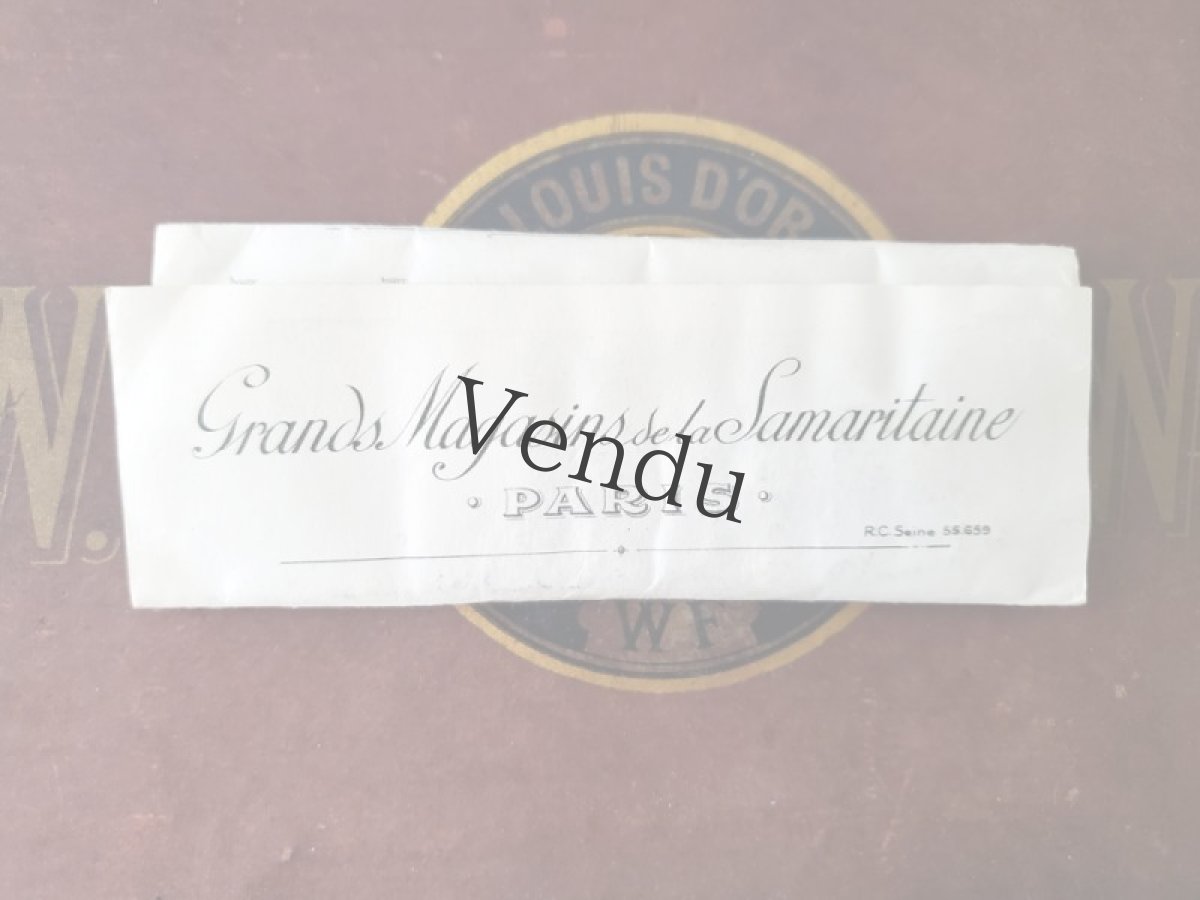 LOUIS D'OR
Grands Magasins de la Samaritaine
· PARIS ·
R.C. Seine 55.659
Vendu
W.
N
WF